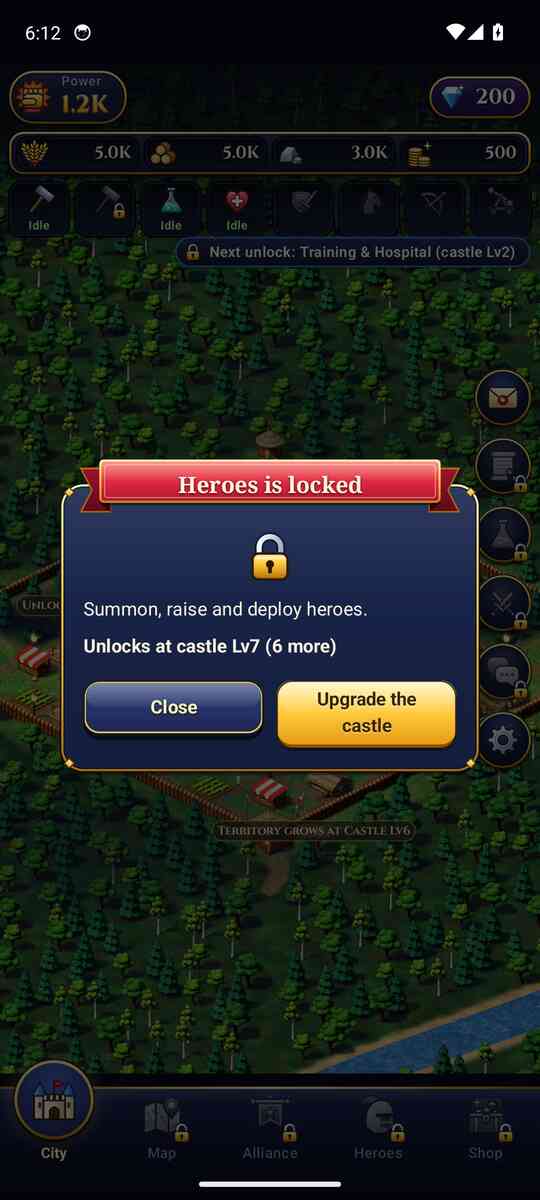 6:12
Power
1.2K
200
5.0K
5.0K
3.0K
500
Idle
Idle
Idle
Next unlock: Training & Hospital (castle Lv2)
Heroes is locked
Summon, raise and deploy heroes.
Unlocks at castle Lv7 (6 more)
Close
Upgrade the
castle
Territory grows at Castle Lv6
City
Map
Alliance
Heroes
Shop